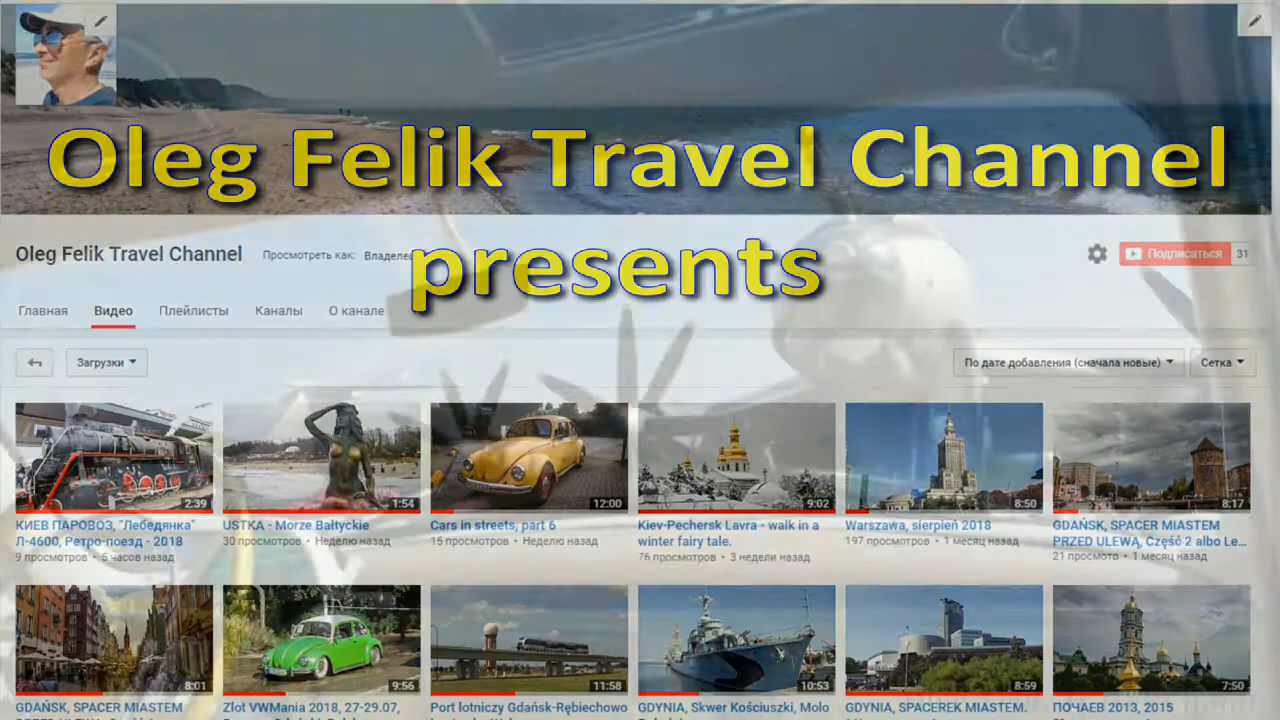 Oleg Felik Travel Channel
presents
Oleg Felik Travel Channel
Просмотреть как:
Подписаться 31
Главная Видео Плейлисты Каналы О канале
Загрузки
По дате добавления (сначала новые) Сетка
2:39 1:54 12:00 9:02 8:50 8:17
КИЕВ ПАРОВОЗ, "Лебедянка"
Л-4600, Ретро-поезд - 2018
9 просмотров • 5 часов назад
USTKA - Morze Bałtyckie
30 просмотров • Неделю назад
Cars in streets, part 6
15 просмотров • Неделю назад
Kiev-Pechersk Lavra - walk in a
winter fairy tale.
76 просмотров • 3 недели назад
Warszawa, sierpień 2018
197 просмотров • 1 месяц назад
GDAŃSK, SPACER MIASTEM
PRZED ULEWĄ, Część 2 albo Le...
21 просмотр • 1 месяц назад
8:01 9:56 11:58 10:53 8:59 7:50
GDAŃSK, SPACER MIASTEM
Zlot VWMania 2018, 27-29.07,
Port lotniczy Gdańsk-Rębiechowo
GDYNIA, Skwer Kościuszki, Molo
GDYNIA, SPACEREK MIASTEM.
ПОЧАЕВ 2013, 2015